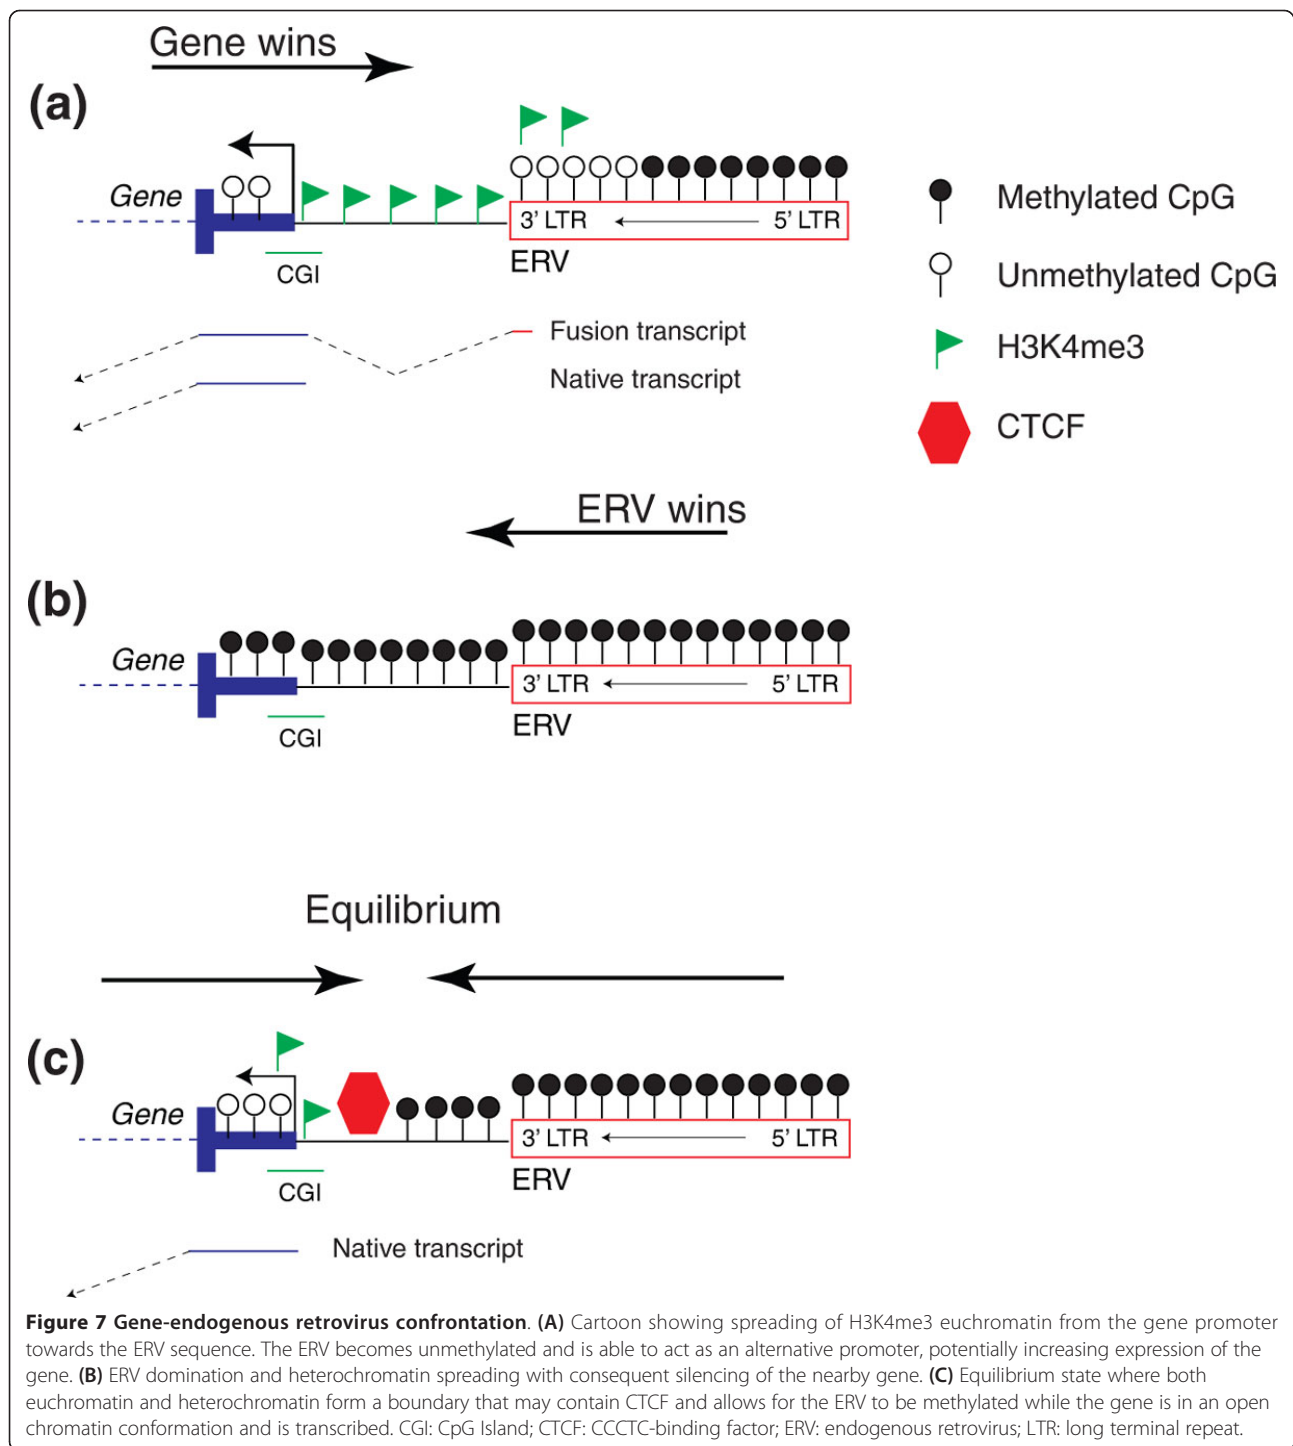 Gene wins
(a)
Gene
3' LTR
5' LTR
CGI
ERV
Fusion transcript
Native transcript
Methylated CpG
Unmethylated CpG
H3K4me3
CTCF
ERV wins
(b)
Gene
3' LTR
5' LTR
CGI
ERV
Equilibrium
(c)
Gene
3' LTR
5' LTR
CGI
ERV
Native transcript
Figure 7 Gene-endogenous retrovirus confrontation. (A) Cartoon showing spreading of H3K4me3 euchromatin from the gene promoter
towards the ERV sequence. The ERV becomes unmethylated and is able to act as an alternative promoter, potentially increasing expression of the
gene. (B) ERV domination and heterochromatin spreading with consequent silencing of the nearby gene. (C) Equilibrium state where both
euchromatin and heterochromatin form a boundary that may contain CTCF and allows for the ERV to be methylated while the gene is in an open
chromatin conformation and is transcribed. CGI: CpG Island; CTCF: CCCTC-binding factor; ERV: endogenous retrovirus; LTR: long terminal repeat.